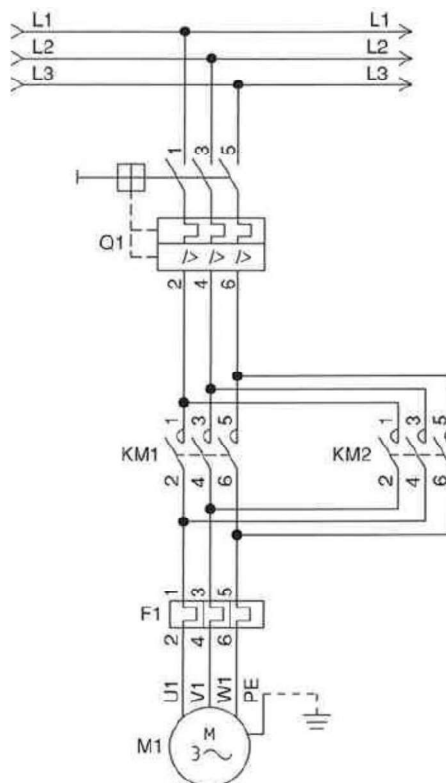 L1 L1
L2 L2
L3 L3
1 3 5
Q1
I> I> I>
2 4 6
1 3 5 1 3 5
KM1 KM2
2 4 6 2 4 6
1 3 5
F1
2 4 6
U1 V1 W1 PE
M1 M
3 ~